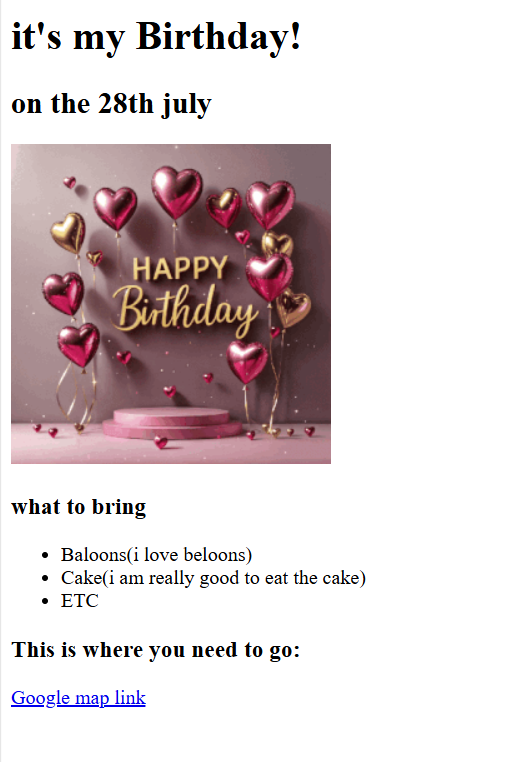 it's my Birthday!
on the 28th july
HAPPY
Birthday
what to bring
Baloons(i love beloons)
Cake(i am really good to eat the cake)
ETC
This is where you need to go:
Google map link